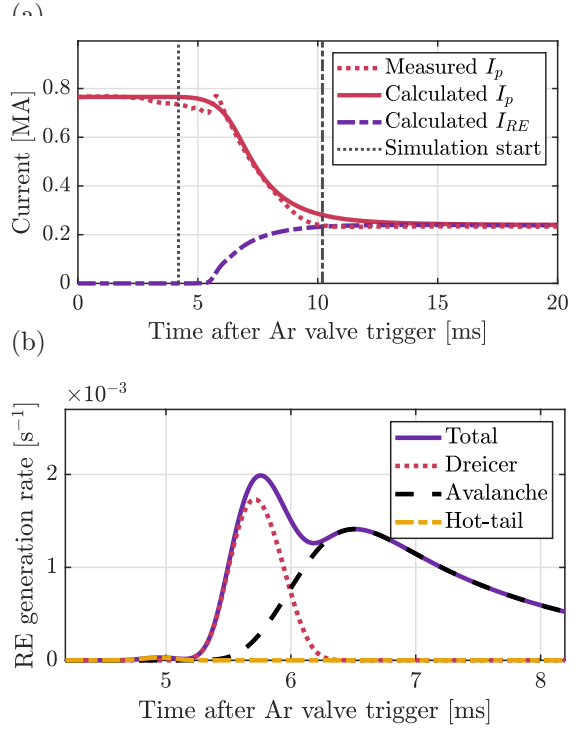 (a)
0.8
0.6
0.4
0.2
0
Current [MA]
Measured I_p
Calculated I_p
Calculated I_{RE}
Simulation start
0 5 10 15 20
Time after Ar valve trigger [ms]
(b)
×10^{−3}
2
1
0
RE generation rate [s^{−1}]
Total
Dreicer
Avalanche
Hot-tail
5 6 7 8
Time after Ar valve trigger [ms]